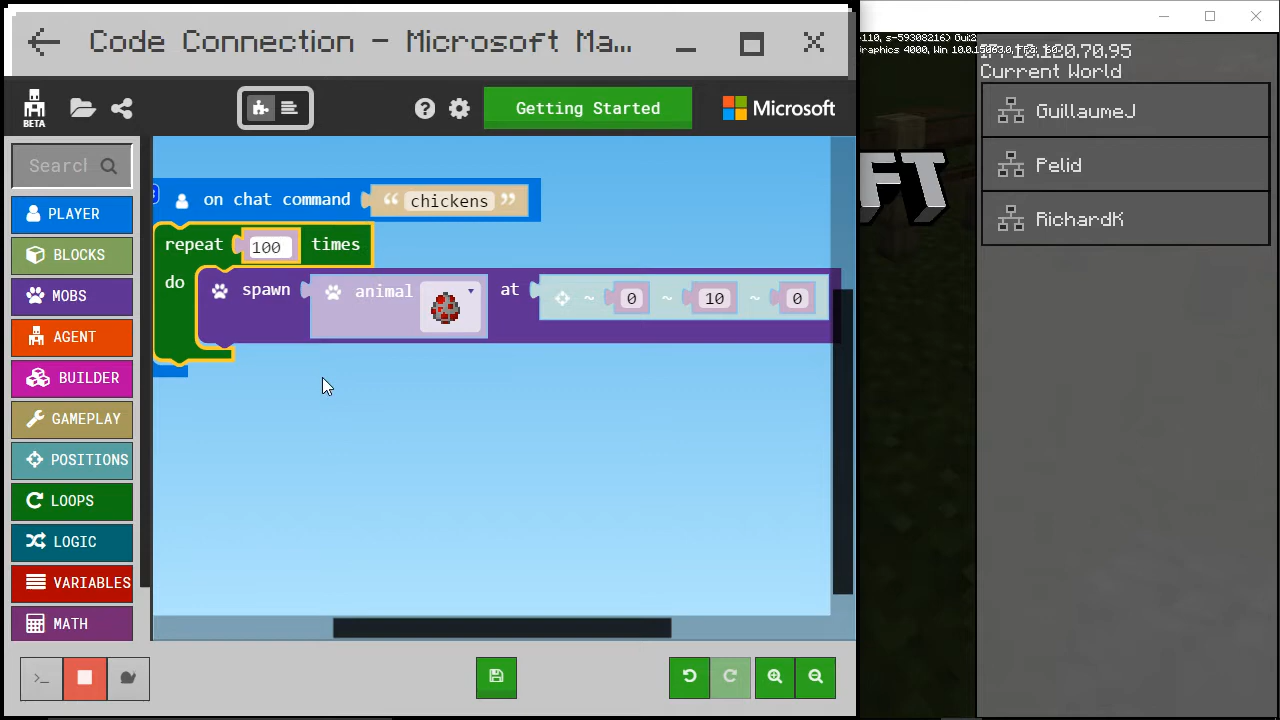 Code Connection - Microsoft Ma...
BETA
Getting Started
Microsoft
Search
PLAYER
BLOCKS
MOBS
AGENT
BUILDER
GAMEPLAY
POSITIONS
LOOPS
LOGIC
VARIABLES
MATH
on chat command “ chickens ”
repeat 100 times
do spawn animal at ~ 0 ~ 10 ~ 0
FT
Current World
GuillaumeJ
Pelid
RichardK